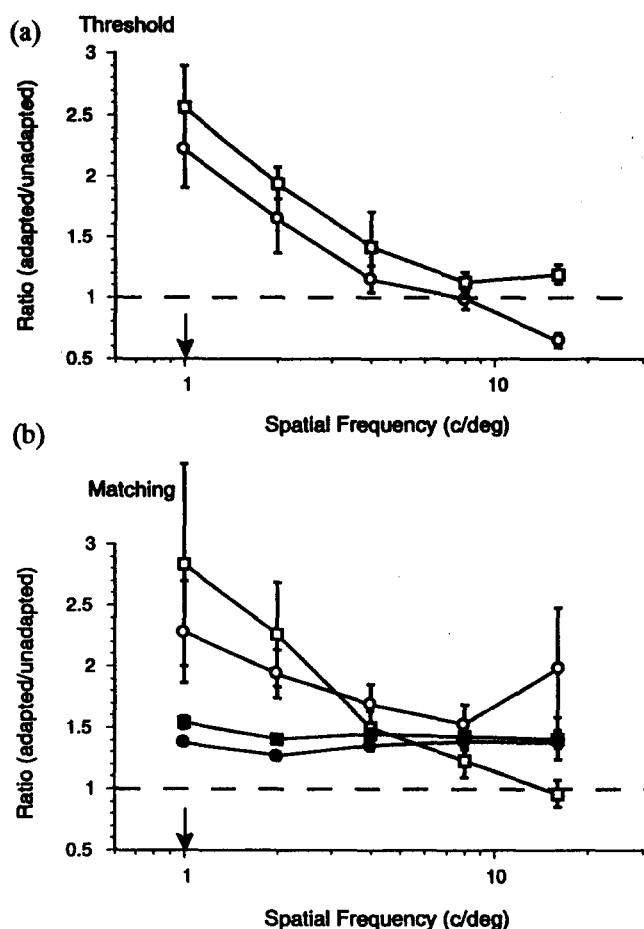 (a)
Threshold
Ratio (adapted/unadapted)
3
2.5
2
1.5
1
0.5
1
10
Spatial Frequency (c/deg)
(b)
Matching
Ratio (adapted/unadapted)
3
2.5
2
1.5
1
0.5
1
10
Spatial Frequency (c/deg)